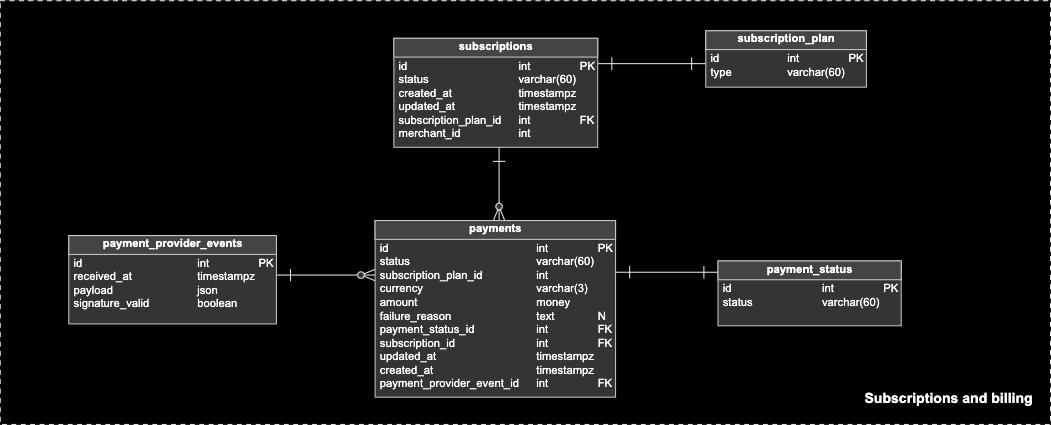 subscriptions
id int PK
status varchar(60)
created_at timestampz
updated_at timestampz
subscription_plan_id int FK
merchant_id int
subscription_plan
id int PK
type varchar(60)
payment_provider_events
id int PK
received_at timestampz
payload json
signature_valid boolean
payments
id int PK
status varchar(60)
subscription_plan_id int
currency varchar(3)
amount money
failure_reason text N
payment_status_id int FK
subscription_id int FK
updated_at timestampz
created_at timestampz
payment_provider_event_id int FK
payment_status
id int PK
status varchar(60)
Subscriptions and billing